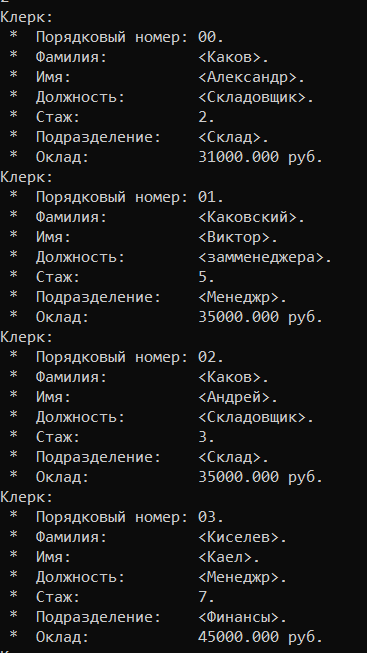 Клерк:
* Порядковый номер: 00.
* Фамилия: <Каков>.
* Имя: <Александр>.
* Должность: <Складовщик>.
* Стаж: 2.
* Подразделение: <Склад>.
* Оклад: 31000.000 руб.
Клерк:
* Порядковый номер: 01.
* Фамилия: <Каковский>.
* Имя: <Виктор>.
* Должность: <замменеджера>.
* Стаж: 5.
* Подразделение: <Менеджр>.
* Оклад: 35000.000 руб.
Клерк:
* Порядковый номер: 02.
* Фамилия: <Каков>.
* Имя: <Андрей>.
* Должность: <Складовщик>.
* Стаж: 3.
* Подразделение: <Склад>.
* Оклад: 35000.000 руб.
Клерк:
* Порядковый номер: 03.
* Фамилия: <Киселев>.
* Имя: <Каел>.
* Должность: <Менеджр>.
* Стаж: 7.
* Подразделение: <Финансы>.
* Оклад: 45000.000 руб.